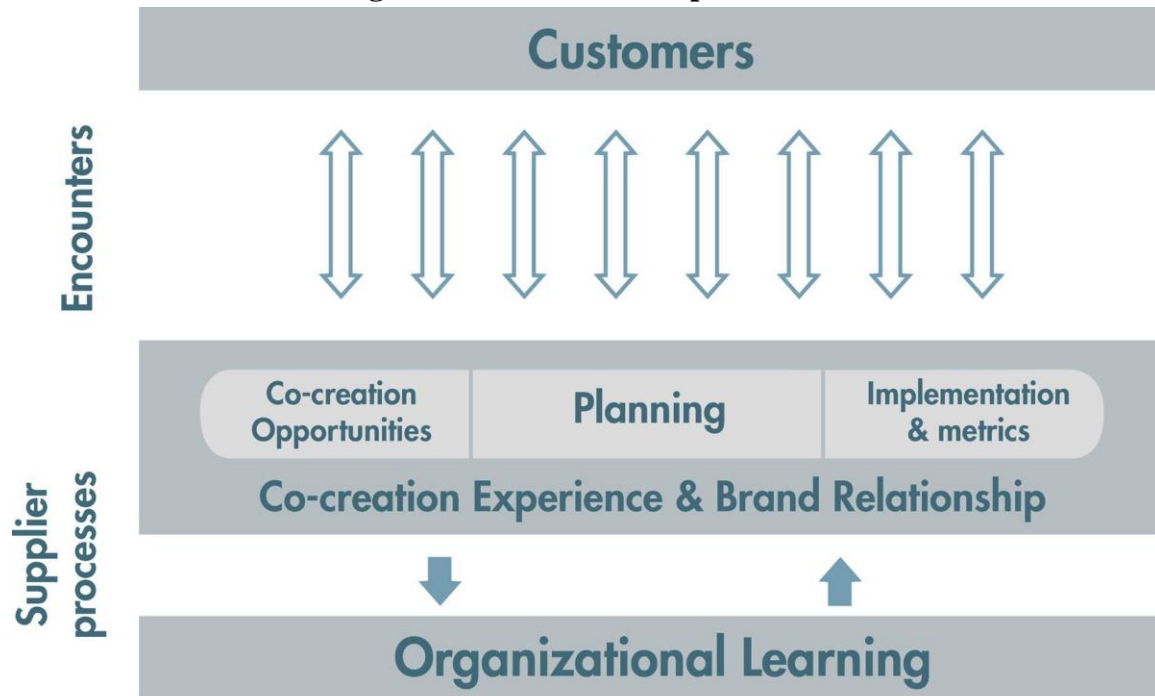 Customers
Encounters
Co-creation
Opportunities
Planning
Implementation
& metrics
Co-creation Experience & Brand Relationship
Supplier
processes
Organizational Learning